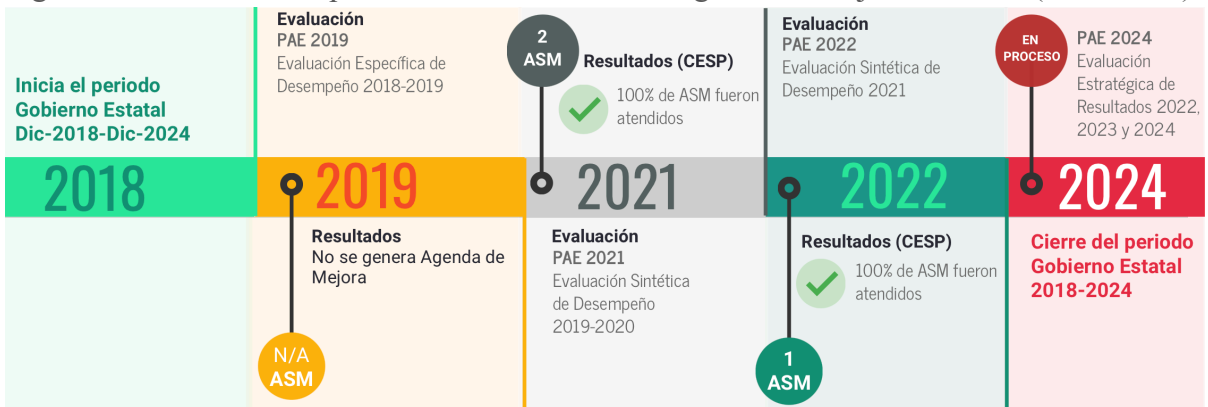 Inicia el periodo
Gobierno Estatal
Dic-2018-Dic-2024
2018
Evaluación
PAE 2019
Evaluación Específica de
Desempeño 2018-2019
2019
Resultados
No se genera Agenda de
Mejora
N/A
ASM
2
ASM
Resultados (CESP)
100% de ASM fueron
atendidos
2021
Evaluación
PAE 2021
Evaluación Sintética
de Desempeño
2019-2020
Evaluación
PAE 2022
Evaluación Sintética de
Desempeño 2021
2022
Resultados (CESP)
100% de ASM fueron
atendidos
1
ASM
EN
PROCESO
PAE 2024
Evaluación
Estratégica de
Resultados 2022,
2023 y 2024
2024
Cierre del periodo
Gobierno Estatal
2018-2024